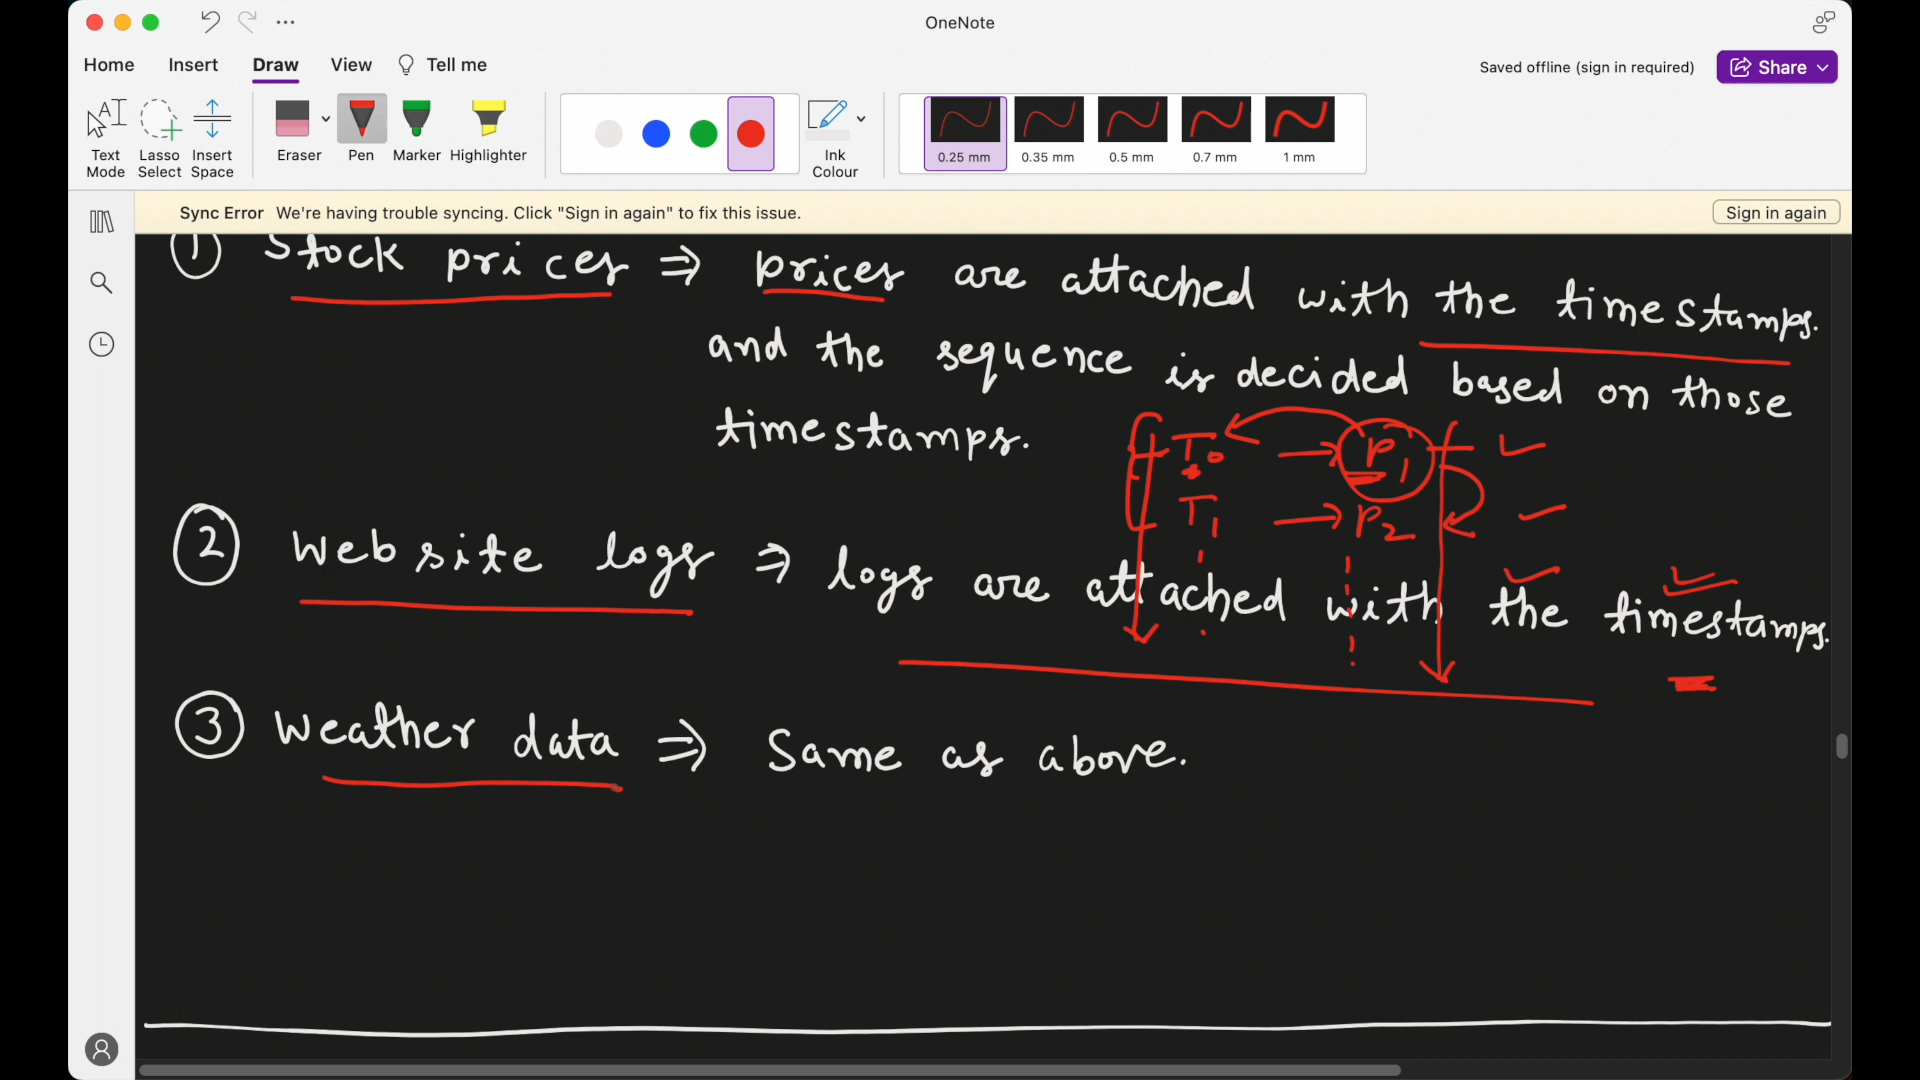 OneNote
Home Insert Draw View Tell me
Saved offline (sign in required) Share
Text Mode
Lasso Select
Insert Space
Eraser Pen Marker Highlighter
Ink Colour
0.25 mm 0.35 mm 0.5 mm 0.7 mm 1 mm
Sync Error We're having trouble syncing. Click "Sign in again" to fix this issue. Sign in again
① Stock prices ⇒ prices are attached with the timestamps.
and the sequence is decided based on those
timestamps.
T₀ → P₁
T₁ → P₂
② Website logs ⇒ logs are attached with the timestamps.
③ Weather data ⇒ Same as above.